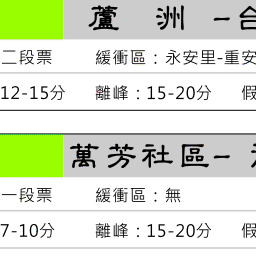 蘆 洲 -台
二段票 緩衝區：永安里-重安
12-15分 離峰：15-20分 假
萬芳社區-
一段票 緩衝區：無
7-10分 離峰：15-20分 假